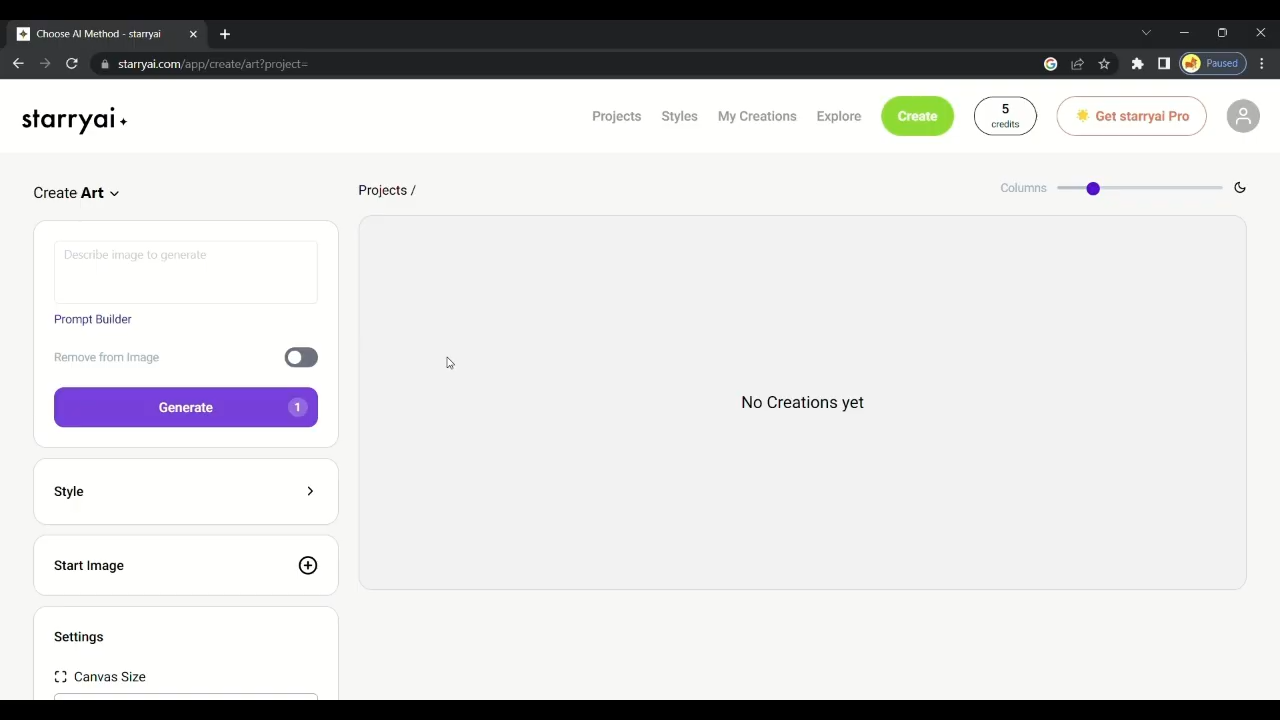 Choose AI Method - starryai
starryai.com/app/create/art?project=
Paused
starryai
Projects
Styles
My Creations
Explore
Create
5
credits
Get starryai Pro
Create Art
Projects /
Columns
Describe image to generate
Prompt Builder
Remove from Image
Generate
1
No Creations yet
Style
Start Image
Settings
Canvas Size